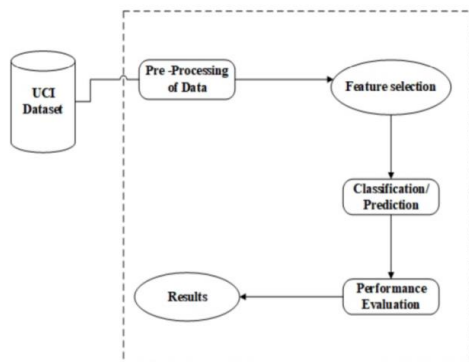 UCI
Dataset
Pre -Processing
of Data
Feature selection
Classification/
Prediction
Performance
Evaluation
Results